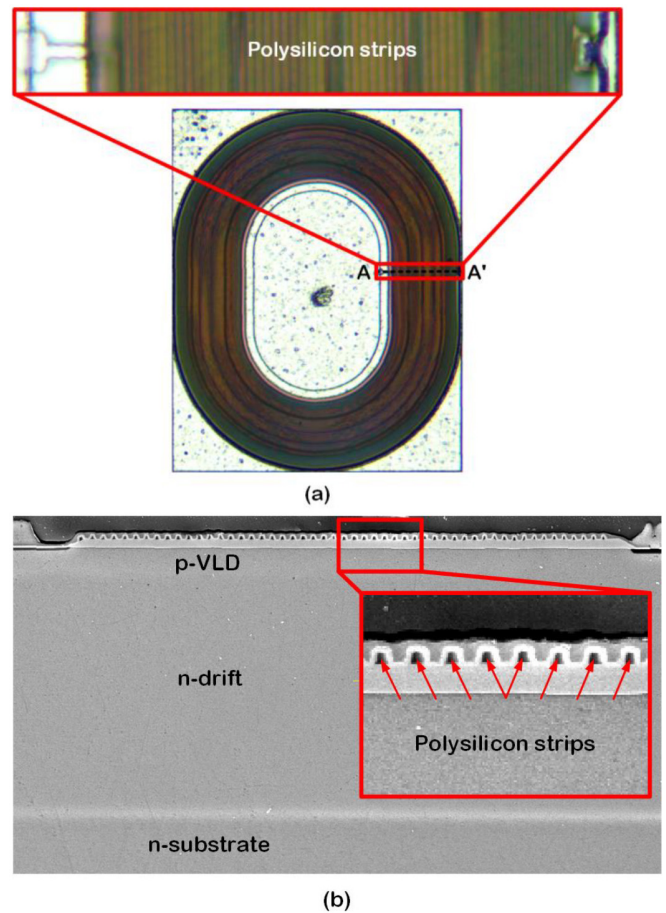 Polysilicon strips
A
A'
(a)
p-VLD
n-drift
Polysilicon strips
n-substrate
(b)